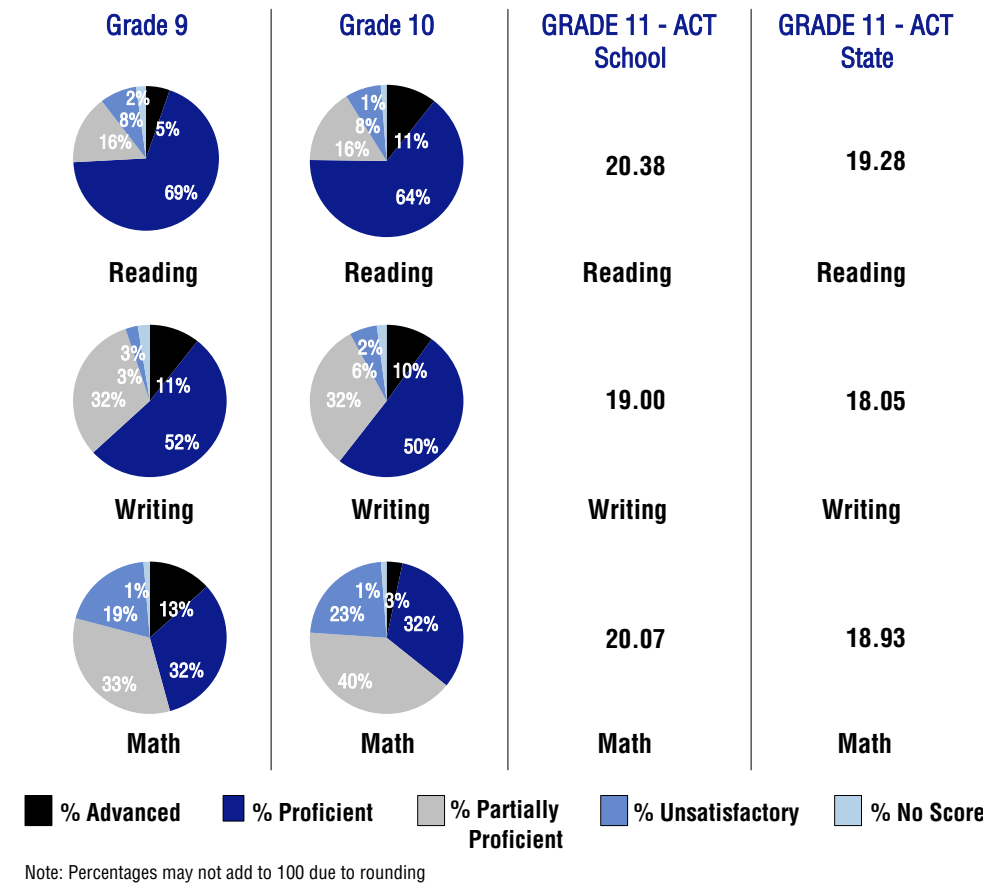 Grade 9
Grade 10
GRADE 11 - ACT
School
GRADE 11 - ACT
State
2%
8%
16%
5%
69%
1%
8%
16%
11%
64%
20.38
19.28
Reading
Reading
Reading
Reading
3%
3%
32%
11%
52%
2%
6%
32%
10%
50%
19.00
18.05
Writing
Writing
Writing
Writing
1%
19%
13%
33%
32%
1%
23%
3%
32%
40%
20.07
18.93
Math
Math
Math
Math
% Advanced
% Proficient
% Partially
Proficient
% Unsatisfactory
% No Score
Note: Percentages may not add to 100 due to rounding